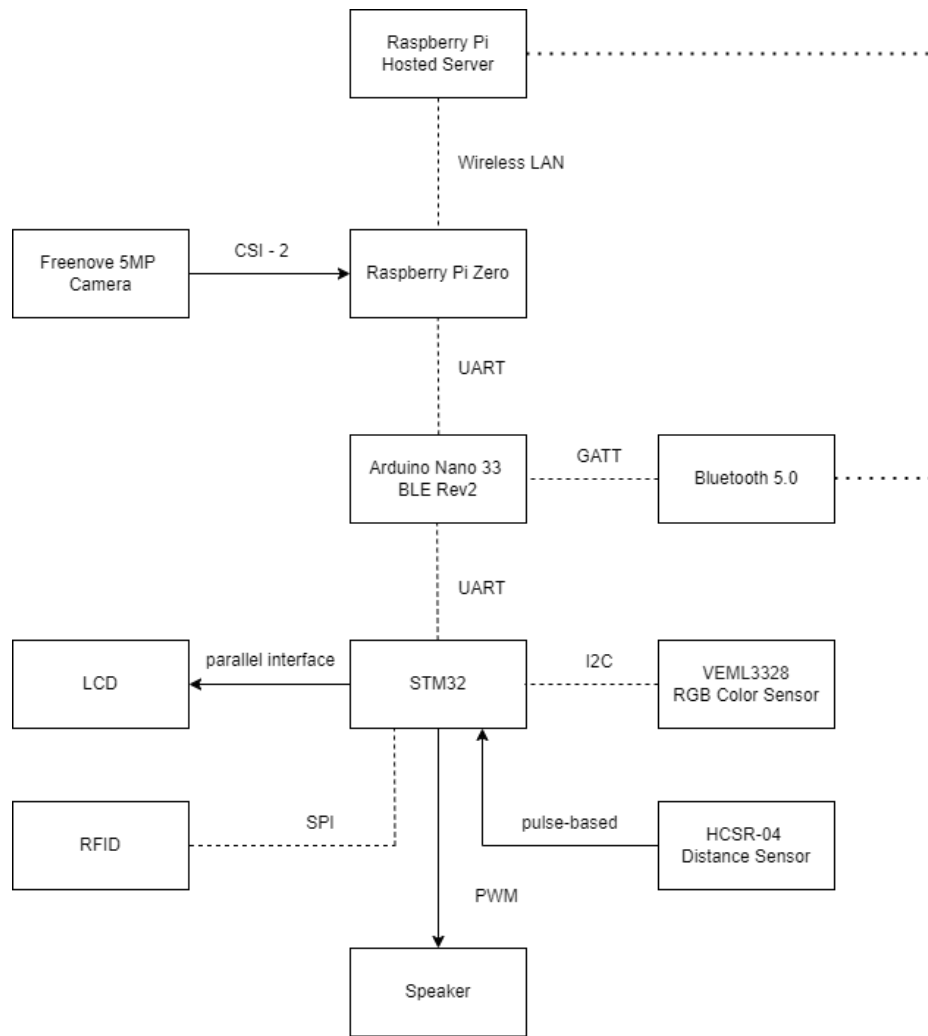 Raspberry Pi
Hosted Server
Wireless LAN
Freenove 5MP
Camera
CSI - 2
Raspberry Pi Zero
UART
Arduino Nano 33
BLE Rev2
GATT
Bluetooth 5.0
UART
LCD
parallel interface
STM32
I2C
VEML3328
RGB Color Sensor
RFID
SPI
pulse-based
HCSR-04
Distance Sensor
PWM
Speaker